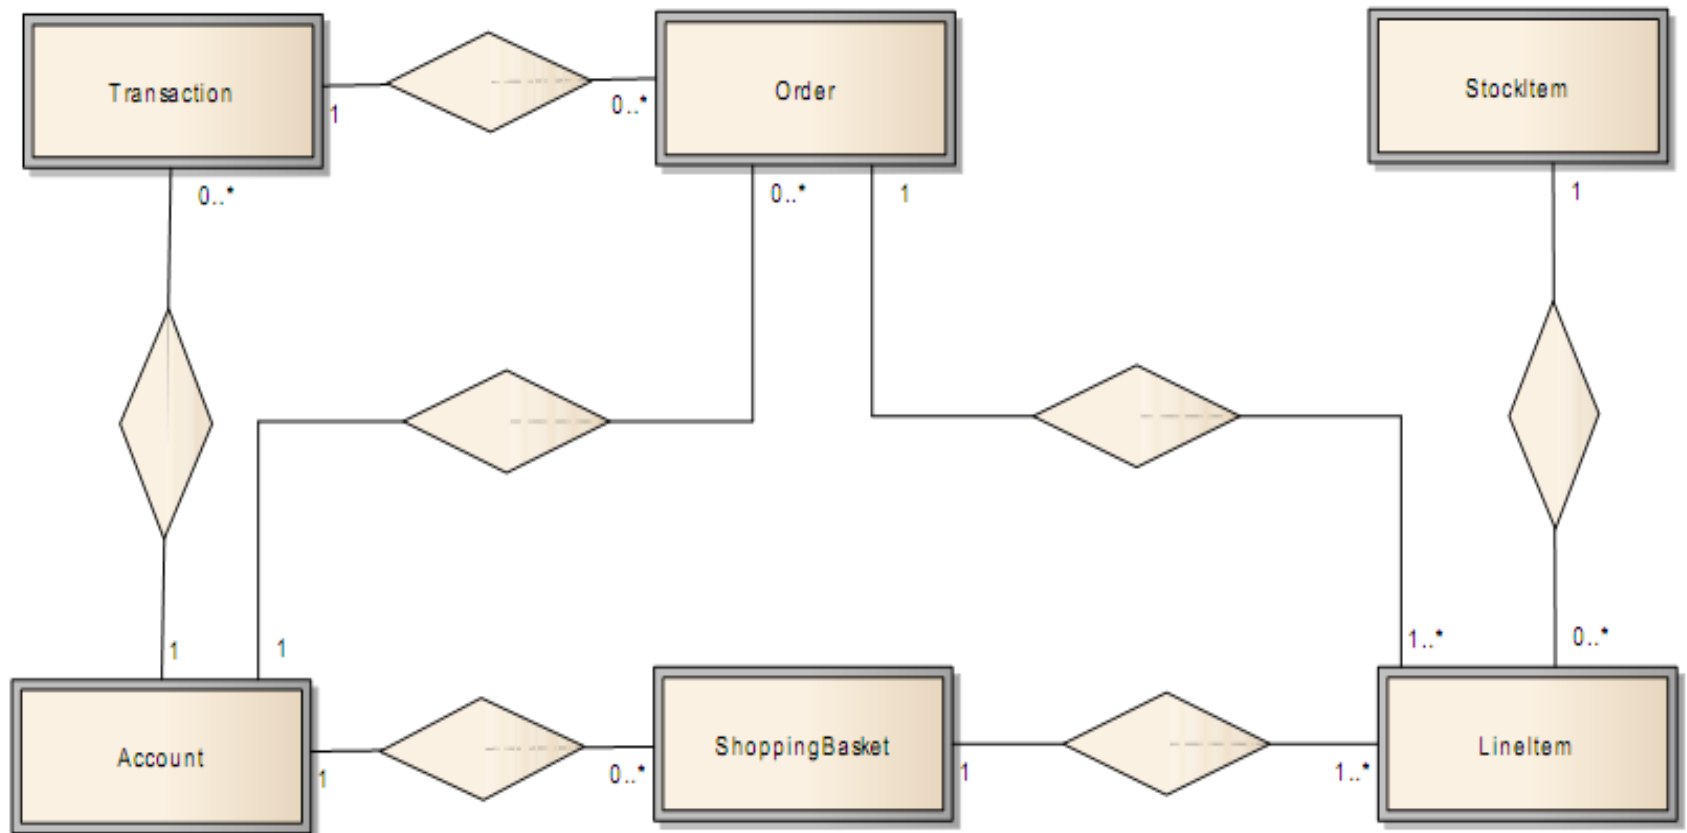 Transaction
1
0..*
Order
StockItem
0..*
0..*
1
1
1
1
1..*
0..*
Account
1
0..*
ShoppingBasket
1
1..*
LineItem